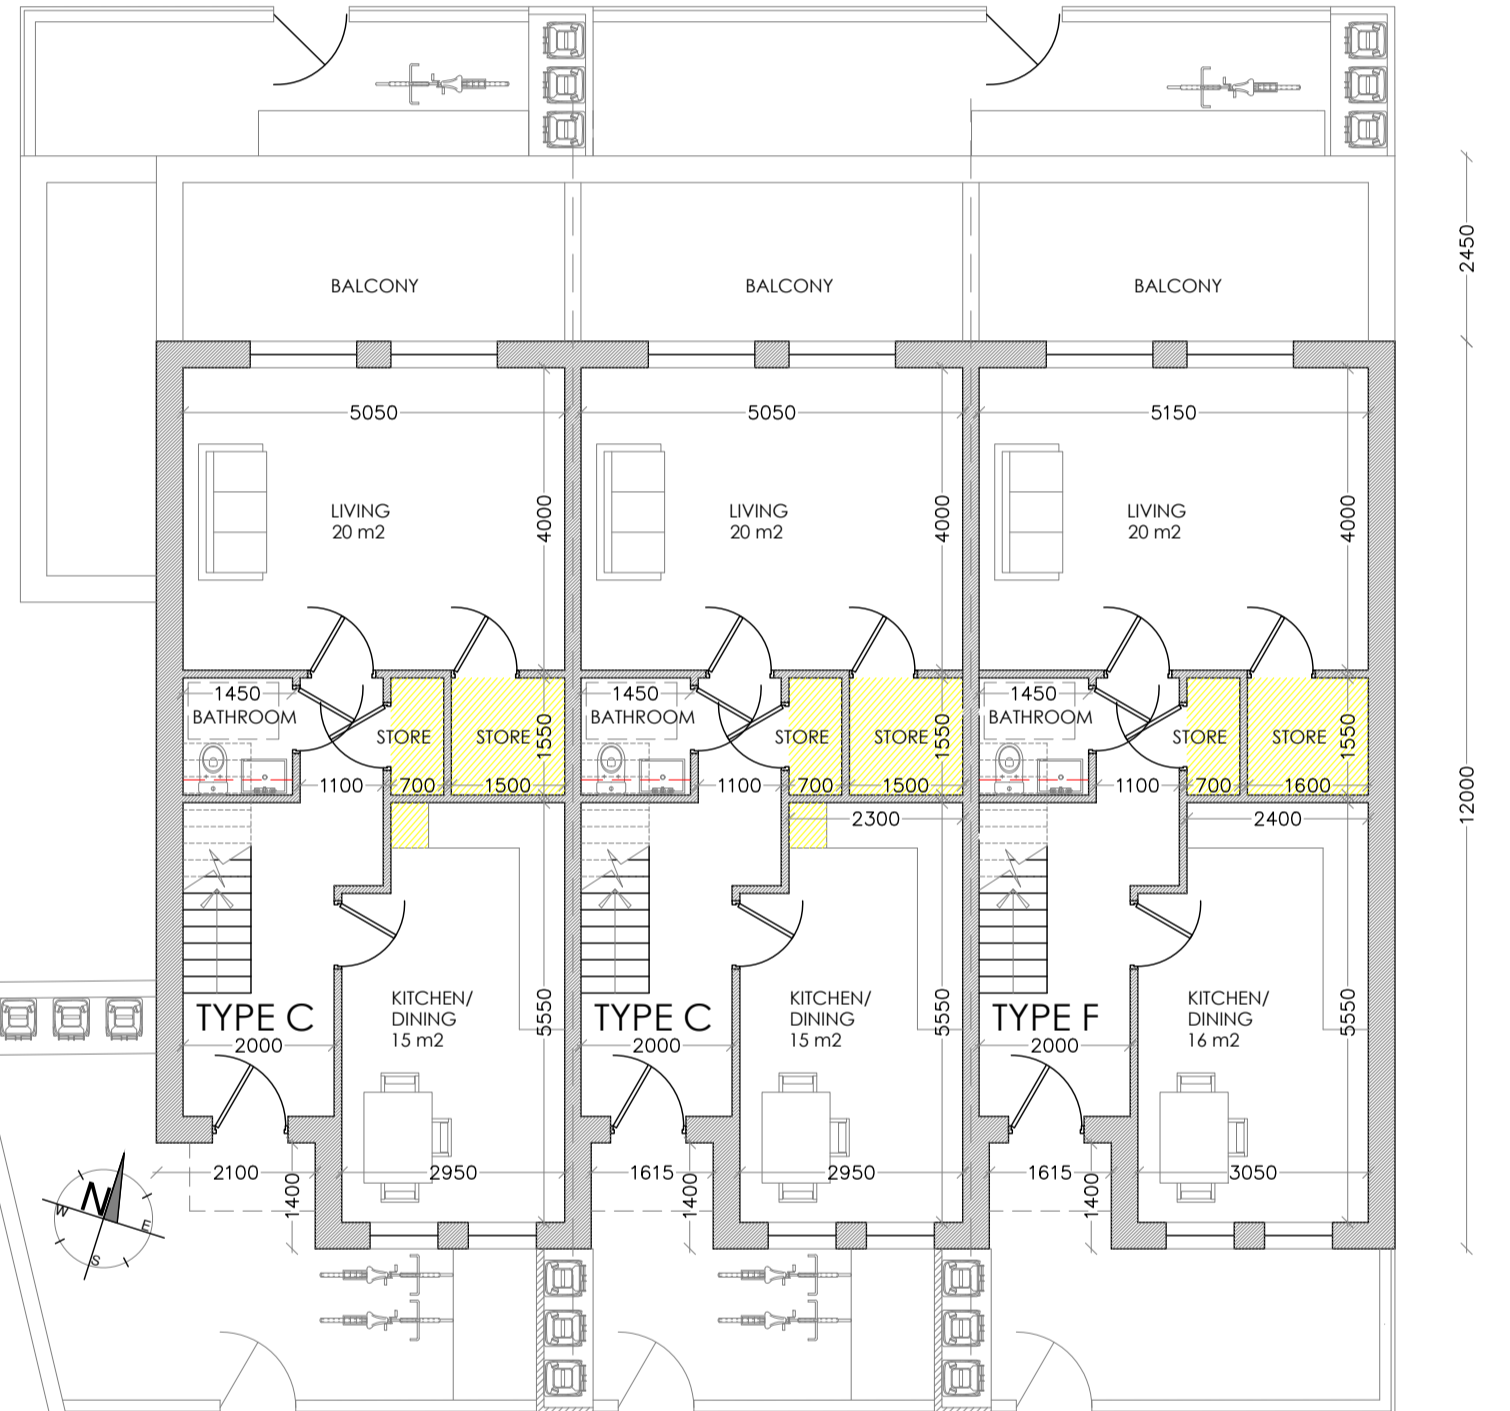 2450
BALCONY
BALCONY
BALCONY
5050
5050
5150
LIVING
20 m2
4000
LIVING
20 m2
4000
LIVING
20 m2
4000
1450
BATHROOM
STORE
STORE
1550
1100
700
1500
1450
BATHROOM
STORE
STORE
1550
1100
700
1500
1450
BATHROOM
STORE
STORE
1550
1100
700
1600
12000
2300
2400
TYPE C
2000
KITCHEN/
DINING
15 m2
5550
TYPE C
2000
KITCHEN/
DINING
15 m2
5550
TYPE F
2000
KITCHEN/
DINING
16 m2
5550
2100
1400
2950
1615
1400
2950
1615
1400
3050
N
W
E
S